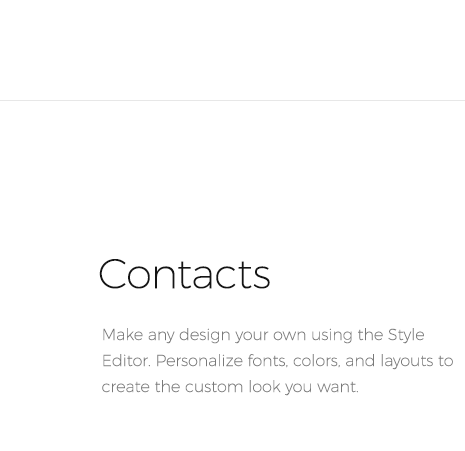 Contacts
Make any design your own using the Style
Editor. Personalize fonts, colors, and layouts to
create the custom look you want.